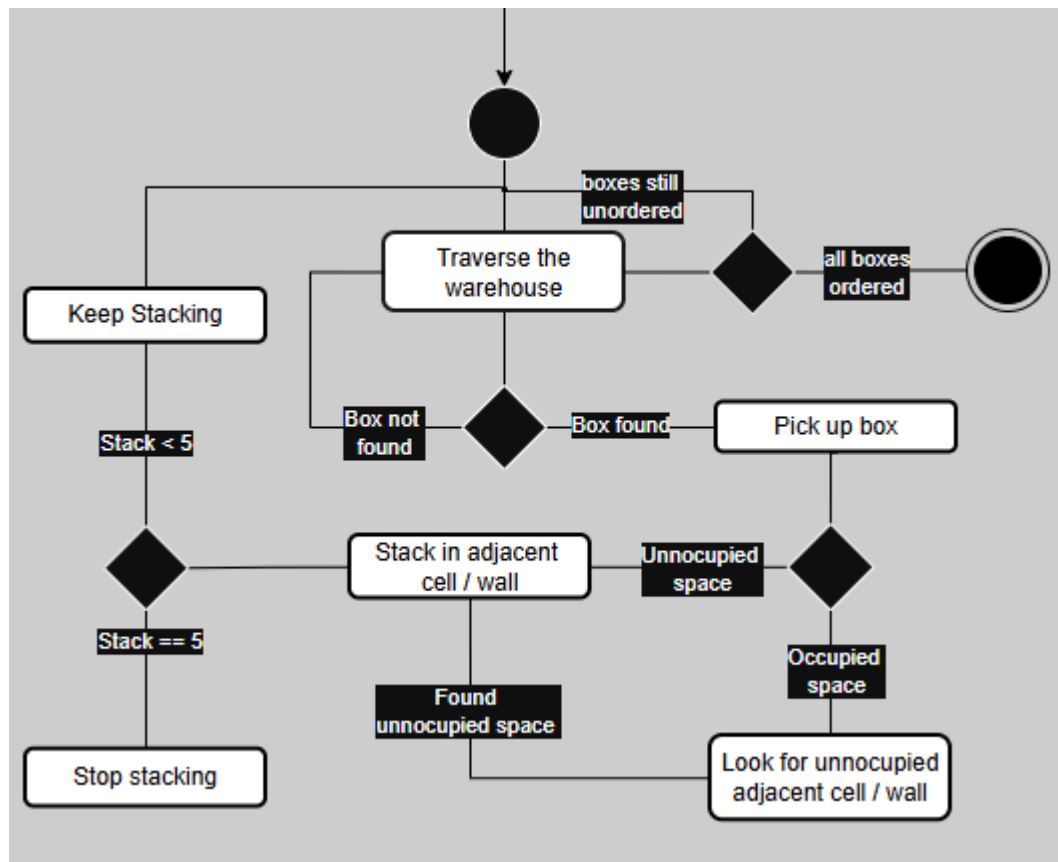 boxes still
unordered
Traverse the
warehouse
all boxes
ordered
Keep Stacking
Box not
found
Box found
Pick up box
Stack < 5
Stack in adjacent
cell / wall
Unnocupied
space
Stack == 5
Occupied
space
Found
unnocupied space
Stop stacking
Look for unnocupied
adjacent cell / wall